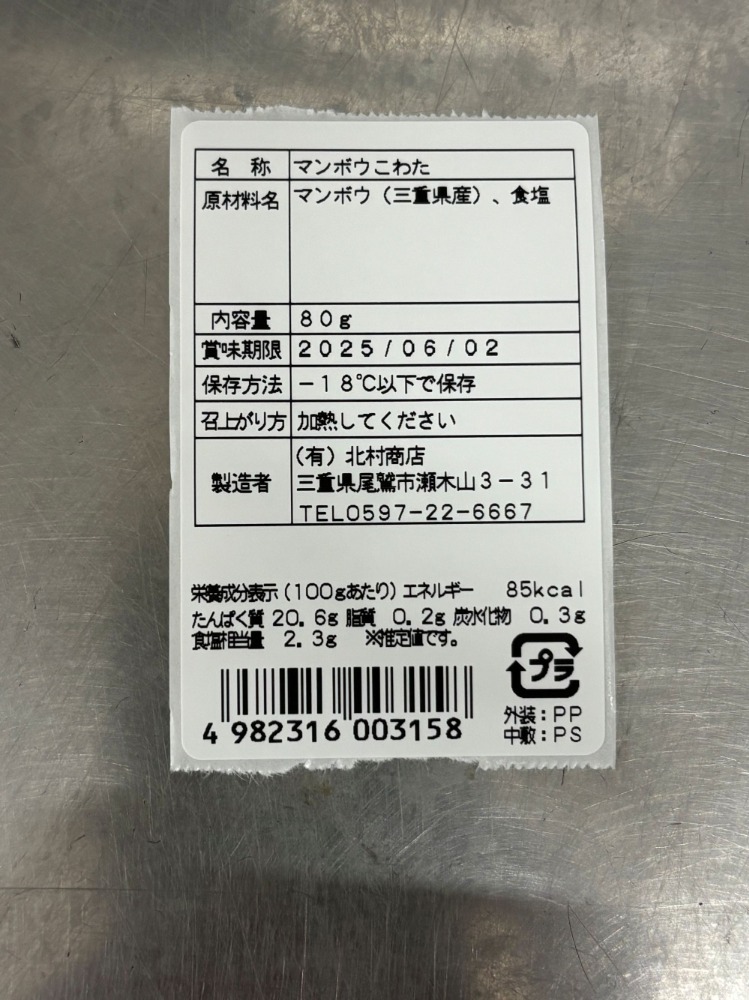 名　称 マンボウこわた
原材料名 マンボウ（三重県産）、食塩
内容量 80g
賞味期限 2025/06/02
保存方法 －18℃以下で保存
召上がり方 加熱してください
製造者 （有）北村商店
三重県尾鷲市瀬木山3－31
TEL0597-22-6667
栄養成分表示（100gあたり）エネルギー　85kcal
たんぱく質 20.6g 脂質　0.2g 炭水化物　0.3g
食塩相当量　2.3g　※推定値です。
プラ
外装：PP
中敷：PS
4 982316 003158